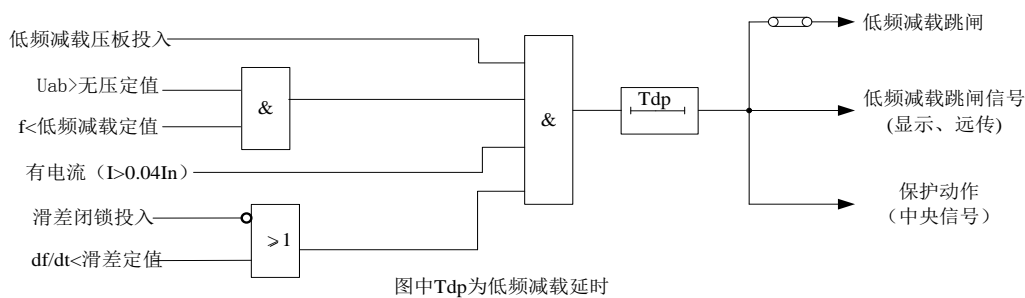 低频减载压板投入
Uab>无压定值
f<低频减载定值
&
有电流（I>0.04In）
滑差闭锁投入
df/dt<滑差定值
≥1
&
Tdp
低频减载跳闸
低频减载跳闸信号
(显示、远传)
保护动作
（中央信号）
图中Tdp为低频减载延时